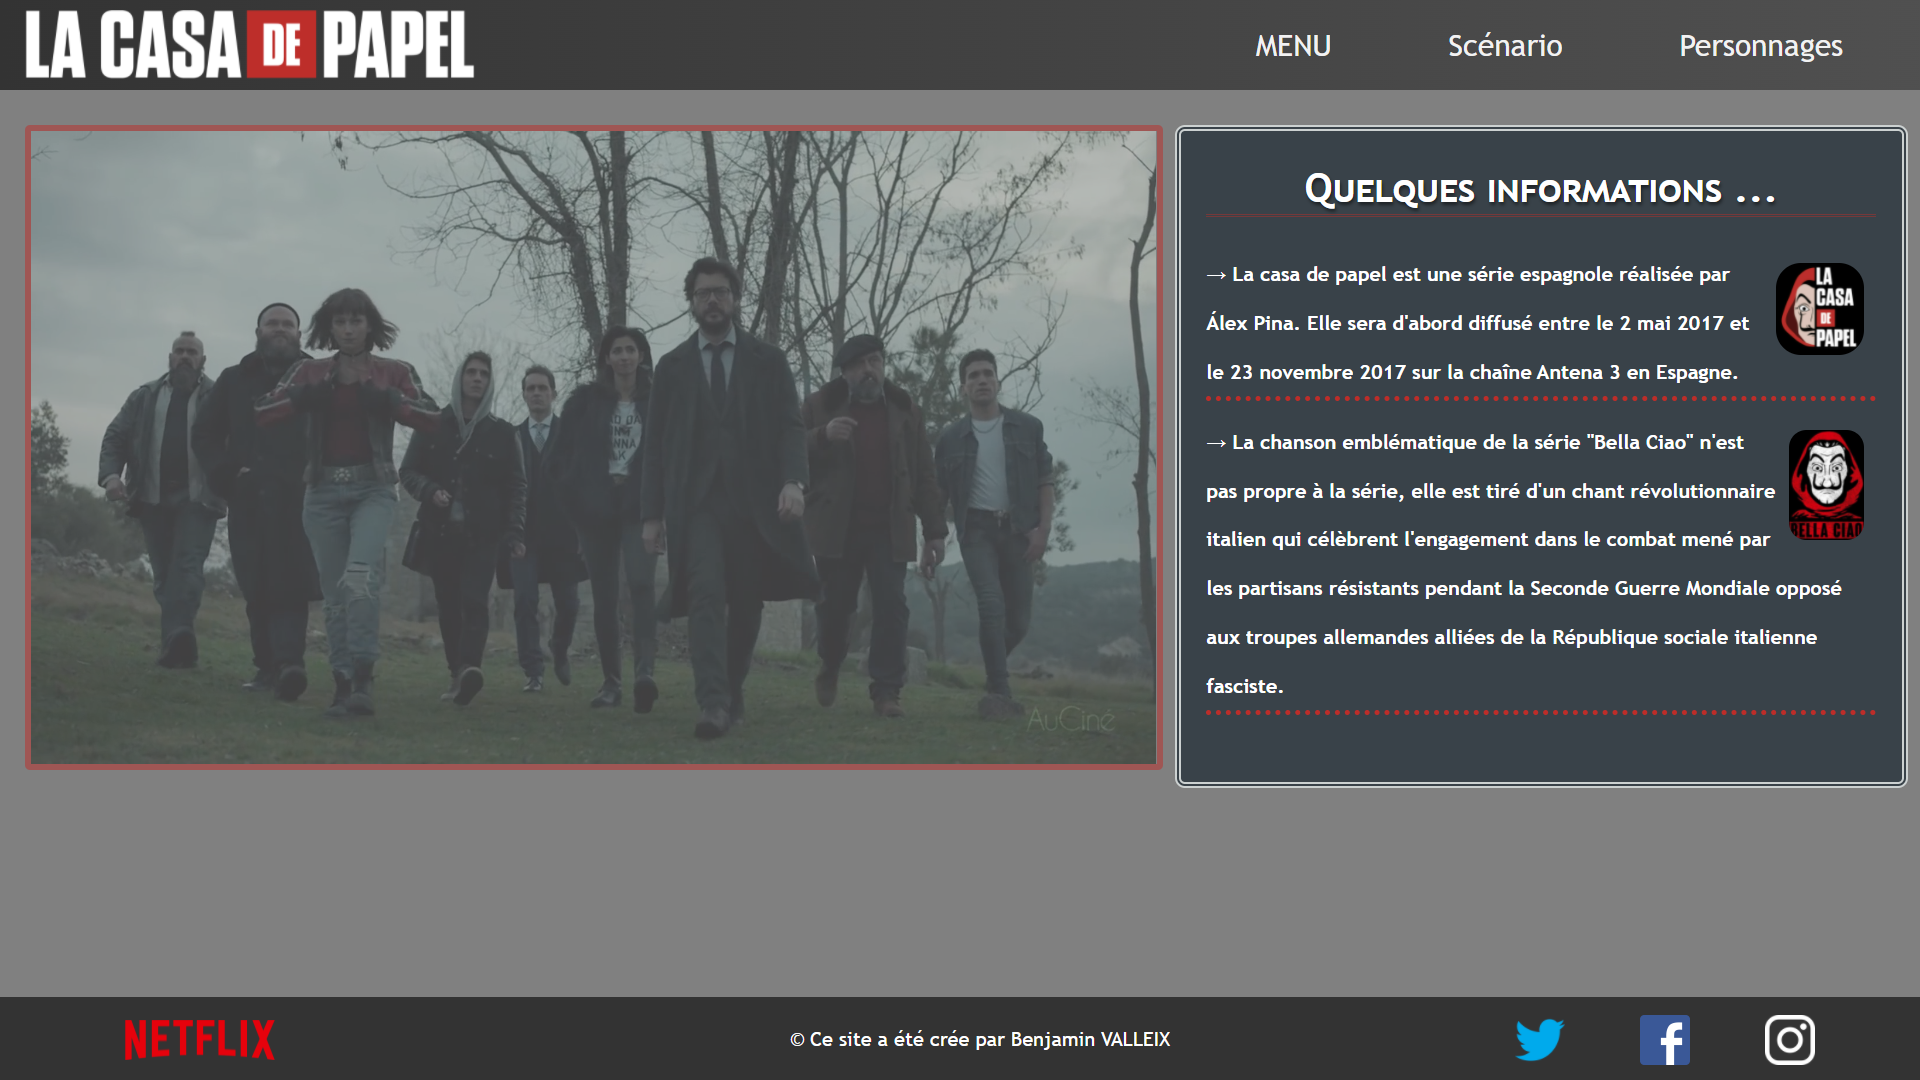 LA CASA DE PAPEL
MENU
Scénario
Personnages
AuCiné
Quelques informations ...
→ La casa de papel est une série espagnole réalisée par
Álex Pina. Elle sera d'abord diffusé entre le 2 mai 2017 et
le 23 novembre 2017 sur la chaîne Antena 3 en Espagne.
LA
CASA
DE
PAPEL
→ La chanson emblématique de la série "Bella Ciao" n'est
pas propre à la série, elle est tiré d'un chant révolutionnaire
italien qui célèbrent l'engagement dans le combat mené par
les partisans résistants pendant la Seconde Guerre Mondiale opposé
aux troupes allemandes alliées de la République sociale italienne
fasciste.
BELLA CIAO
NETFLIX
© Ce site a été crée par Benjamin VALLEIX